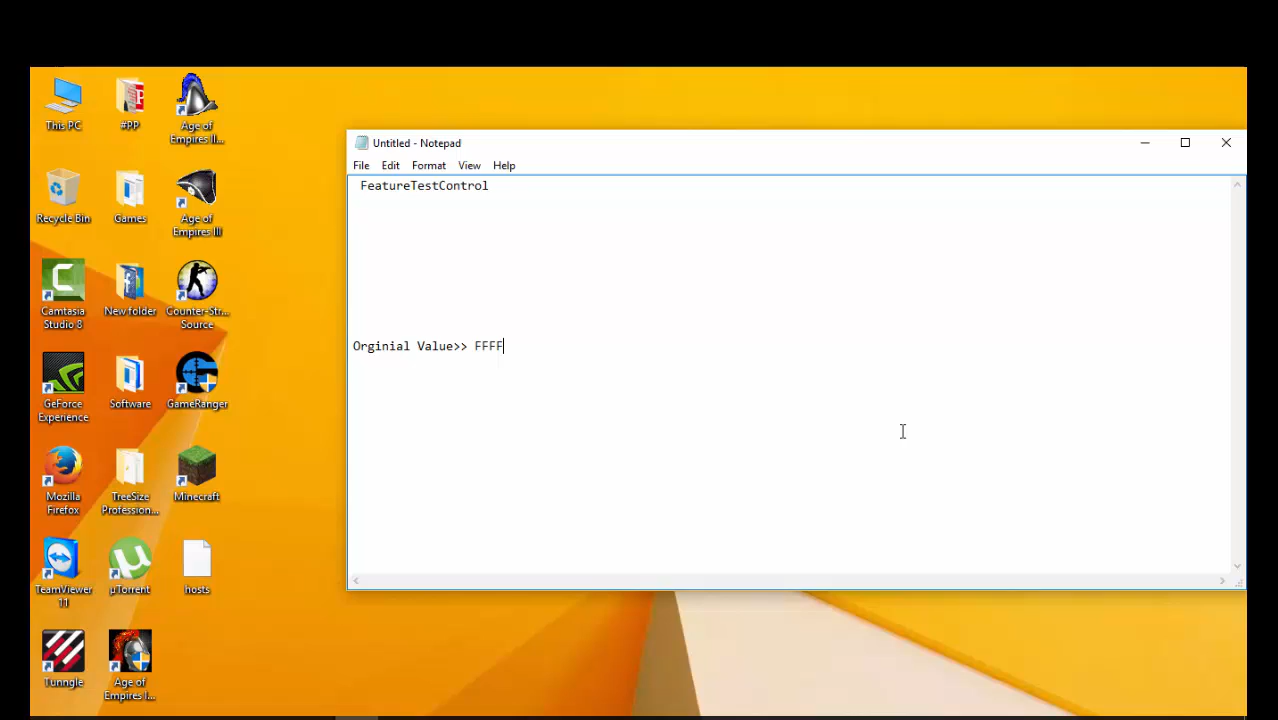 This PC
#PP
Age of
Empires II...
Recycle Bin
Games
Age of
Empires III
Camtasia
Studio 8
New folder
Counter-Str...
Source
GeForce
Experience
Software
GameRanger
Mozilla
Firefox
TreeSize
Profession...
Minecraft
TeamViewer
11
µTorrent
hosts
Tunngle
Age of
Empires I...
Untitled - Notepad
File Edit Format View Help
FeatureTestControl
Orginial Value>> FFFF